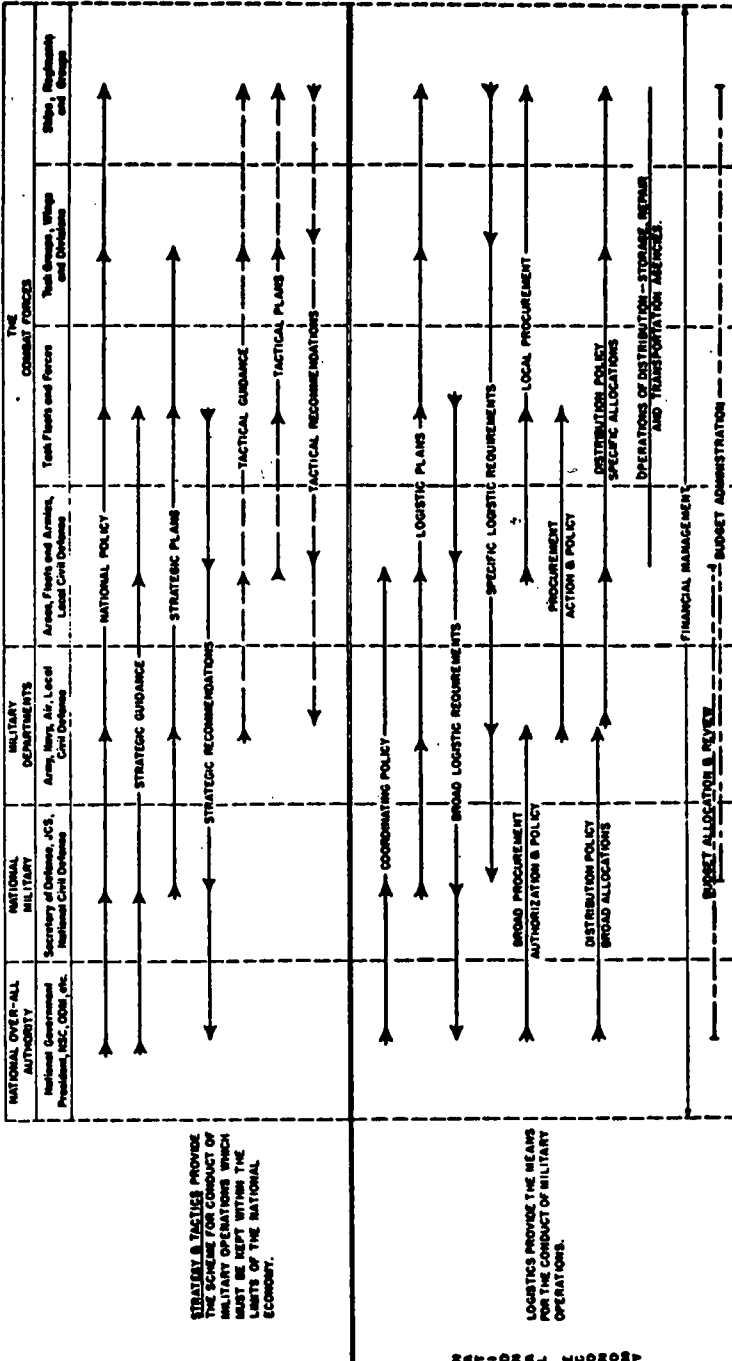 NATIONAL OVER-ALL
AUTHORITY
NATIONAL
MILITARY
MILITARY
DEPARTMENTS
THE
COMBAT FORCES
National Government
President, NSC, ODM, etc.
Secretary of Defense, JCS,
National Civil Defense
Army, Navy, Air, Local
Civil Defense
Areas, Fleets and Armies,
Local Civil Defense
Task Fleets and Forces
Task Groups, Wings
and Divisions
Ships, Regiments
and Groups
STRATEGY & TACTICS PROVIDE
THE SCHEME FOR CONDUCT OF
MILITARY OPERATIONS WHICH
MUST BE KEPT WITHIN THE
LIMITS OF THE NATIONAL
ECONOMY.
NATIONAL POLICY
STRATEGIC GUIDANCE
STRATEGIC PLANS
STRATEGIC RECOMMENDATIONS
TACTICAL GUIDANCE
TACTICAL PLANS
TACTICAL RECOMMENDATIONS
LOGISTICS PROVIDE THE MEANS
FOR THE CONDUCT OF MILITARY
OPERATIONS.
COORDINATING POLICY
LOGISTIC PLANS
BROAD LOGISTIC REQUIREMENTS
SPECIFIC LOGISTIC REQUIREMENTS
BROAD PROCUREMENT
AUTHORIZATION & POLICY
LOCAL PROCUREMENT
PROCUREMENT
ACTION & POLICY
DISTRIBUTION POLICY
BROAD ALLOCATIONS
DISTRIBUTION POLICY
SPECIFIC ALLOCATIONS
OPERATIONS OF DISTRIBUTION - STORAGE, REPAIR
AND TRANSPORTATION AGENCIES.
FINANCIAL MANAGEMENT
BUDGET ALLOCATION & REVIEW
BUDGET ADMINISTRATION